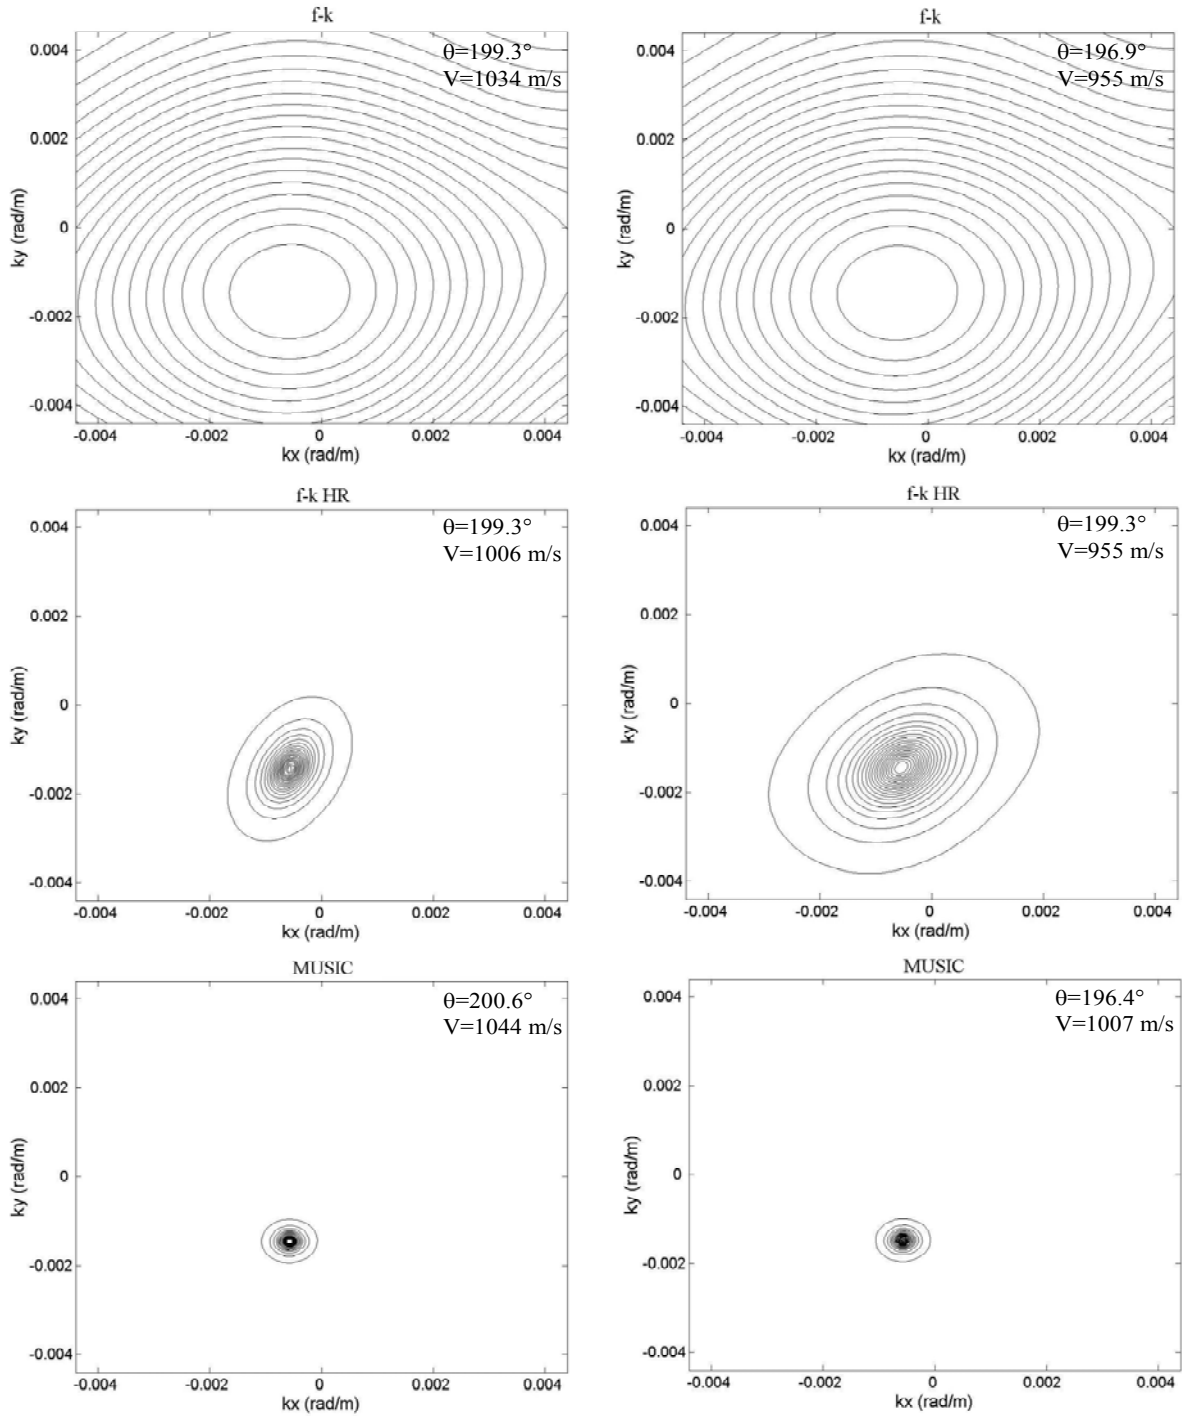 f-k
θ=199.3°
V=1034 m/s
0.004
0.002
0
-0.002
-0.004
ky (rad/m)
-0.004 -0.002 0 0.002 0.004
kx (rad/m)
f-k
θ=196.9°
V=955 m/s
0.004
0.002
0
-0.002
-0.004
ky (rad/m)
-0.004 -0.002 0 0.002 0.004
kx (rad/m)
f-k HR
θ=199.3°
V=1006 m/s
0.004
0.002
0
-0.002
-0.004
ky (rad/m)
-0.004 -0.002 0 0.002 0.004
kx (rad/m)
f-k HR
θ=199.3°
V=955 m/s
0.004
0.002
0
-0.002
-0.004
ky (rad/m)
-0.004 -0.002 0 0.002 0.004
kx (rad/m)
MUSIC
θ=200.6°
V=1044 m/s
0.004
0.002
0
-0.002
-0.004
ky (rad/m)
-0.004 -0.002 0 0.002 0.004
kx (rad/m)
MUSIC
θ=196.4°
V=1007 m/s
0.004
0.002
0
-0.002
-0.004
ky (rad/m)
-0.004 -0.002 0 0.002 0.004
kx (rad/m)